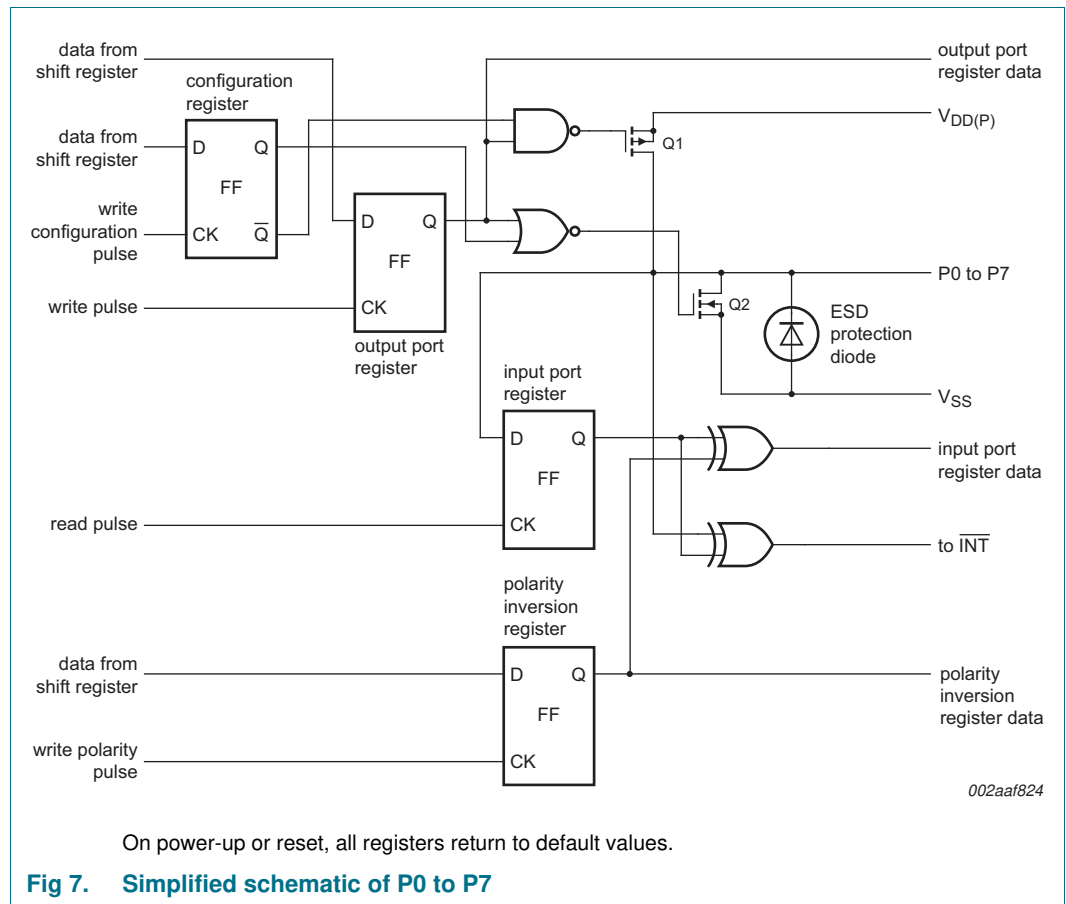 data from
shift register
configuration
register
data from
shift register
D
Q
FF
write
configuration
pulse
CK
Q̅
D
Q
FF
write pulse
CK
output port
register
output port
register data
V_DD(P)
Q1
P0 to P7
Q2
ESD
protection
diode
V_SS
input port
register
D
Q
FF
read pulse
CK
input port
register data
to I̅N̅T̅
polarity
inversion
register
data from
shift register
D
Q
FF
write polarity
pulse
CK
polarity
inversion
register data
002aaf824
On power-up or reset, all registers return to default values.
Fig 7. Simplified schematic of P0 to P7